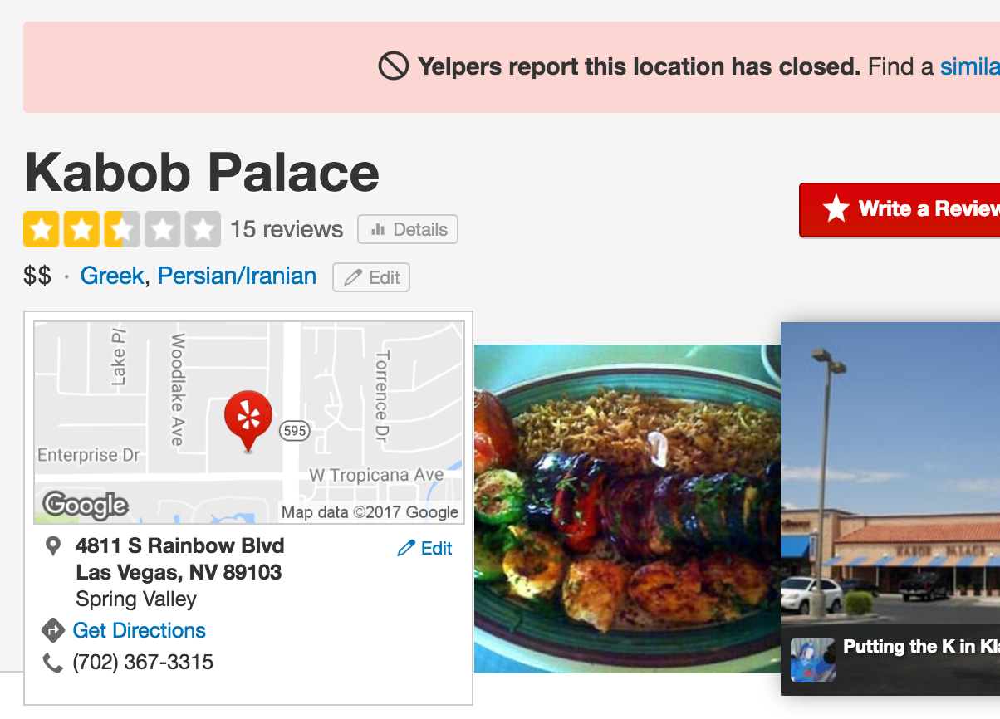 Yelpers report this location has closed. Find a simila
Kabob Palace
15 reviews
Details
Write a Review
$$ · Greek, Persian/Iranian
Edit
Lake Pl
Woodlake Ave
Torrence Dr
595
Enterprise Dr
W Tropicana Ave
Google
Map data ©2017 Google
4811 S Rainbow Blvd
Edit
Las Vegas, NV 89103
Spring Valley
Get Directions
(702) 367-3315
KABOB PALACE
Putting the K in Kla